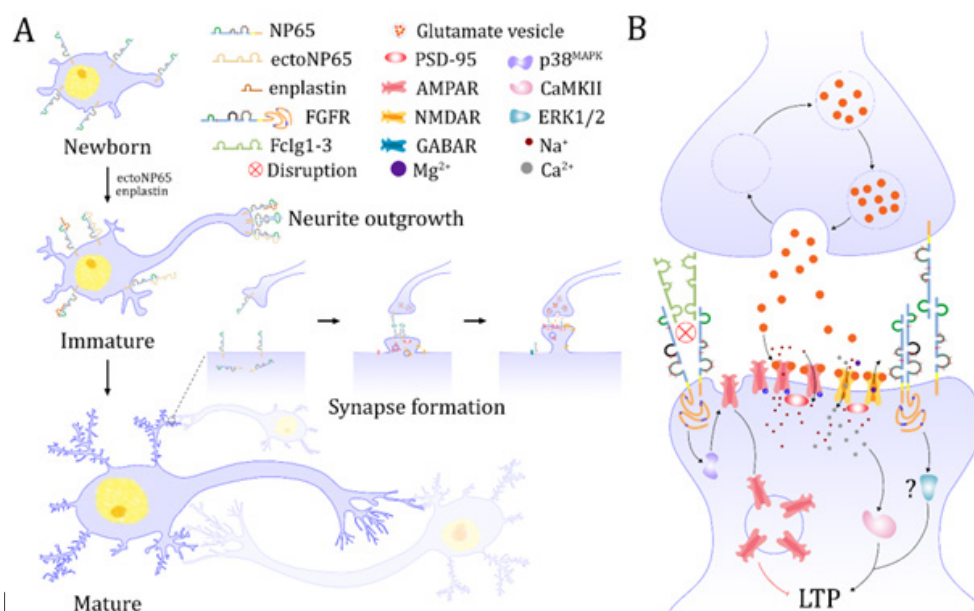 A
NP65
ectoNP65
enplastin
FGFR
FcIg1-3
Disruption
Glutamate vesicle
PSD-95
AMPAR
NMDAR
GABAR
Mg²⁺
p38ᴹᴬᴾᴷ
CaMKII
ERK1/2
Na⁺
Ca²⁺
Newborn
ectoNP65
enplastin
Neurite outgrowth
Immature
Synapse formation
Mature
B
?
LTP